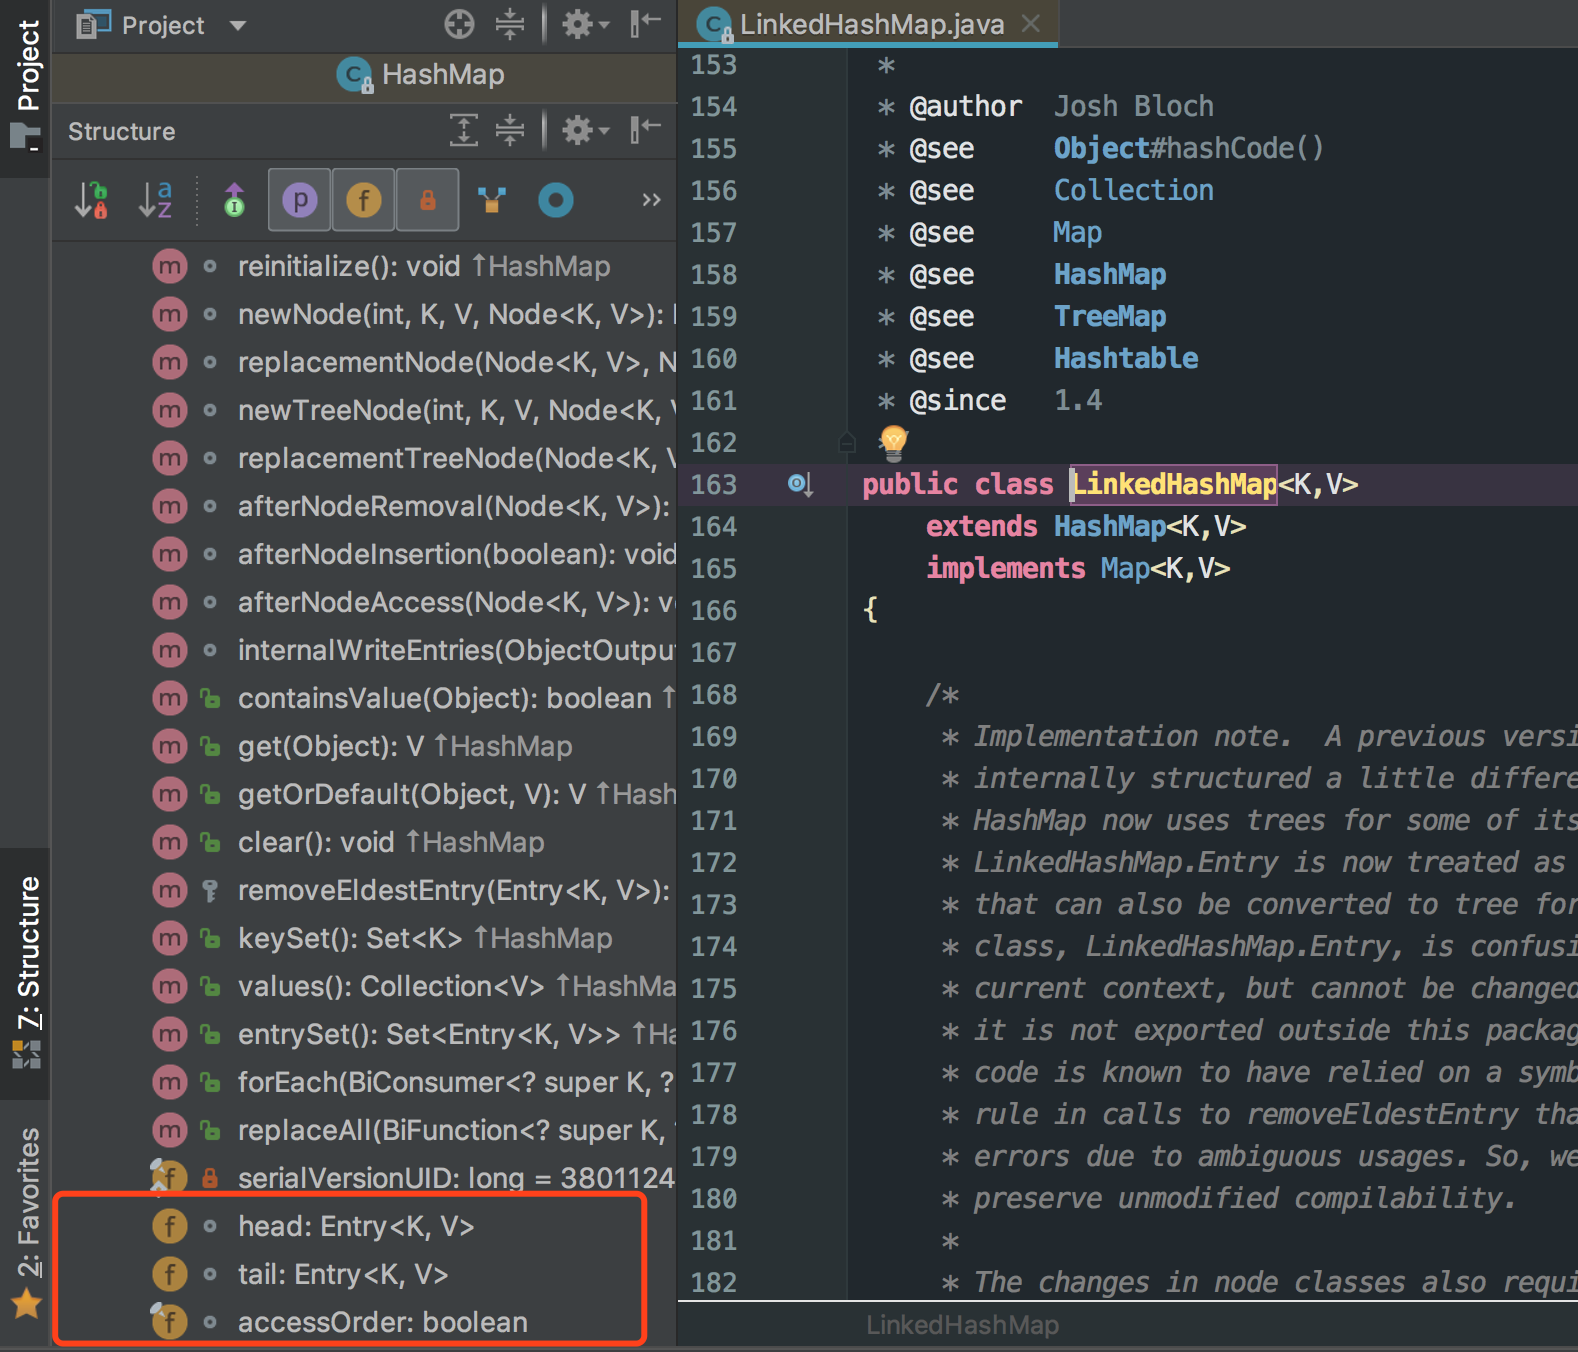 Project
Project
HashMap
Structure
a
z
I
p
f
»
m reinitialize(): void ↑HashMap
m newNode(int, K, V, Node<K, V>):
m replacementNode(Node<K, V>, N
m newTreeNode(int, K, V, Node<K,
m replacementTreeNode(Node<K,
m afterNodeRemoval(Node<K, V>):
m afterNodeInsertion(boolean): void
m afterNodeAccess(Node<K, V>): v
m internalWriteEntries(ObjectOutput
m containsValue(Object): boolean ↑
m get(Object): V ↑HashMap
m getOrDefault(Object, V): V ↑Hash
m clear(): void ↑HashMap
m removeEldestEntry(Entry<K, V>):
m keySet(): Set<K> ↑HashMap
m values(): Collection<V> ↑HashMa
m entrySet(): Set<Entry<K, V>> ↑Ha
m forEach(BiConsumer<? super K, ?
m replaceAll(BiFunction<? super K,
f serialVersionUID: long = 3801124
f head: Entry<K, V>
f tail: Entry<K, V>
f accessOrder: boolean
7: Structure
2: Favorites
C LinkedHashMap.java
153 *
154 * @author Josh Bloch
155 * @see Object#hashCode()
156 * @see Collection
157 * @see Map
158 * @see HashMap
159 * @see TreeMap
160 * @see Hashtable
161 * @since 1.4
162
163 public class LinkedHashMap<K,V>
164 extends HashMap<K,V>
165 implements Map<K,V>
166 {
167
168 /*
169 * Implementation note. A previous versi
170 * internally structured a little differe
171 * HashMap now uses trees for some of its
172 * LinkedHashMap.Entry is now treated as
173 * that can also be converted to tree for
174 * class, LinkedHashMap.Entry, is confusi
175 * current context, but cannot be changed
176 * it is not exported outside this packag
177 * code is known to have relied on a symb
178 * rule in calls to removeEldestEntry tha
179 * errors due to ambiguous usages. So, we
180 * preserve unmodified compilability.
181 *
182 * The changes in node classes also requi
LinkedHashMap